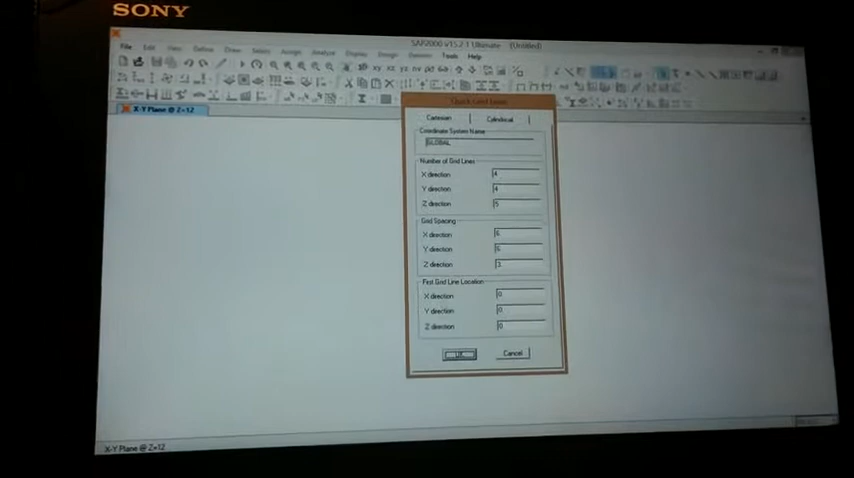 SONY
SAP2000 v15.2.1 Ultimate - (Untitled)
File Edit View Define Draw Select Assign Analyze Display Design Options Tools Help
X-Y Plane @ Z=12
Quick Grid Lines
Cartesian Cylindrical
Coordinate System Name
GLOBAL
Number of Grid Lines
X direction 4
Y direction 4
Z direction 5
Grid Spacing
X direction 6.
Y direction 6.
Z direction 3.
First Grid Line Location
X direction 0.
Y direction 0.
Z direction 0.
Cancel
X-Y Plane @ Z=12